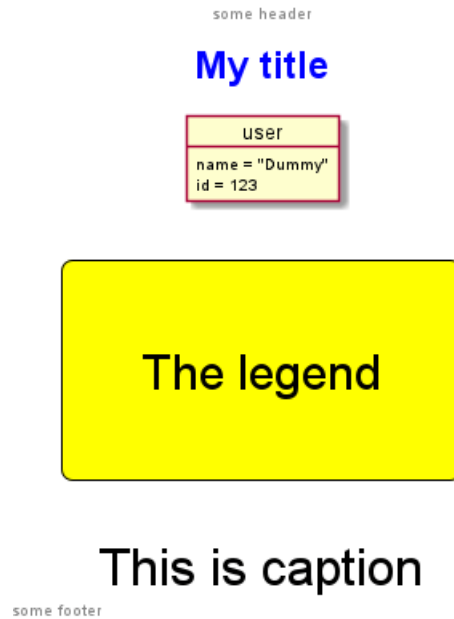 some header
My title
user
name = "Dummy"
id = 123
The legend
This is caption
some footer